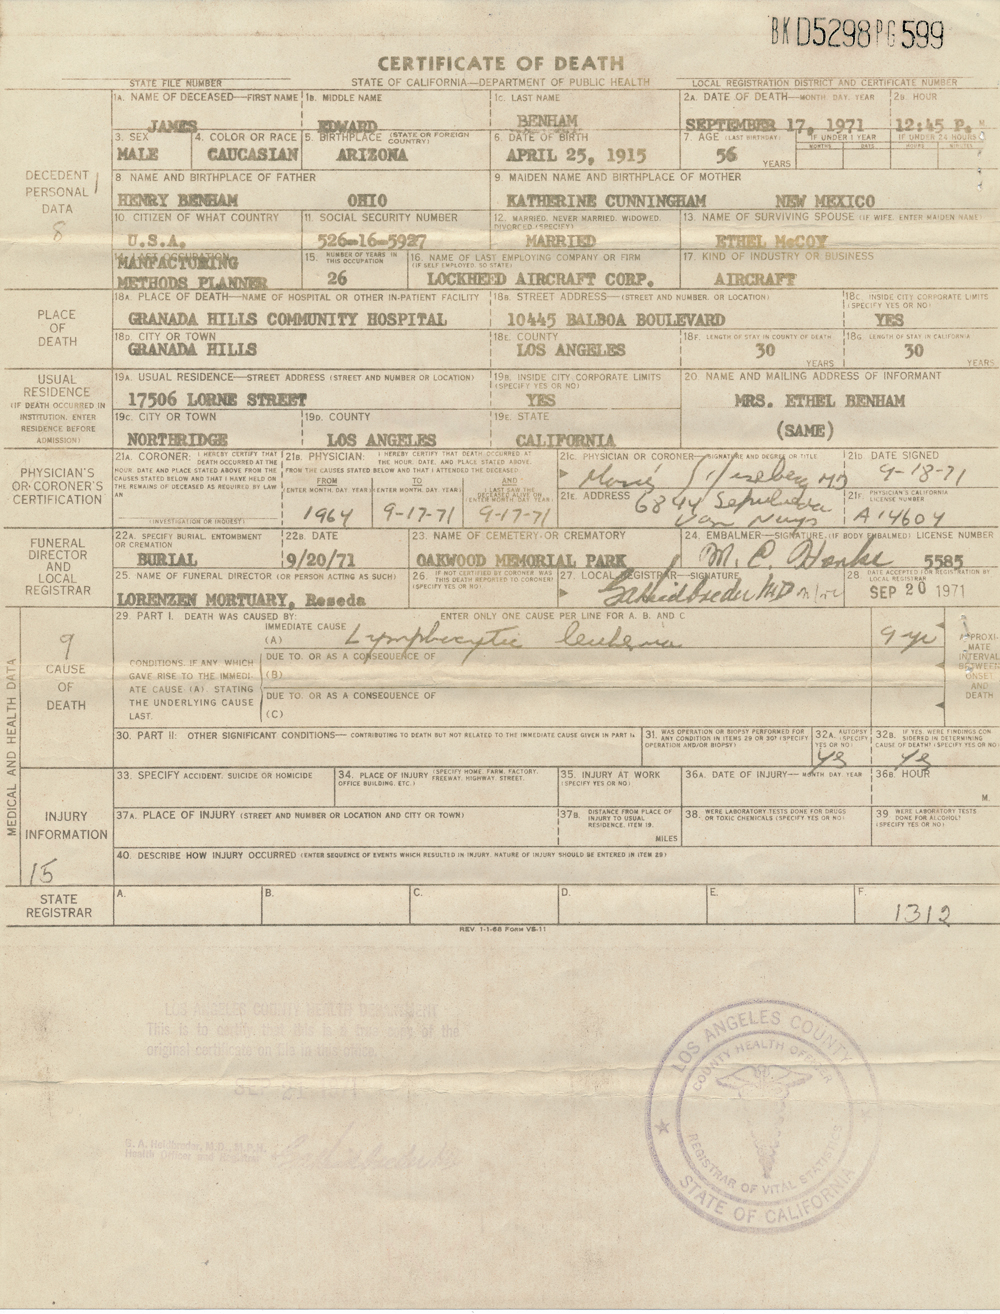 BK D5298 PG 599
CERTIFICATE OF DEATH
STATE FILE NUMBER
STATE OF CALIFORNIA—DEPARTMENT OF PUBLIC HEALTH
LOCAL REGISTRATION DISTRICT AND CERTIFICATE NUMBER
DECEDENT PERSONAL DATA
8
1A. NAME OF DECEASED—FIRST NAME
JAMES
1B. MIDDLE NAME
EDWARD
1C. LAST NAME
BENHAM
2A. DATE OF DEATH—MONTH, DAY, YEAR
SEPTEMBER 17, 1971
2B. HOUR
12:45 P. M
3. SEX
MALE
4. COLOR OR RACE
CAUCASIAN
5. BIRTHPLACE (STATE OR FOREIGN COUNTRY)
ARIZONA
6. DATE OF BIRTH
APRIL 25, 1915
7. AGE (LAST BIRTHDAY)
56
YEARS
IF UNDER 1 YEAR
MONTHS DAYS
IF UNDER 24 HOURS
HOURS MINUTES
8. NAME AND BIRTHPLACE OF FATHER
HENRY BENHAM OHIO
9. MAIDEN NAME AND BIRTHPLACE OF MOTHER
KATHERINE CUNNINGHAM NEW MEXICO
10. CITIZEN OF WHAT COUNTRY
U.S.A.
11. SOCIAL SECURITY NUMBER
526-16-5927
12. MARRIED, NEVER MARRIED, WIDOWED, DIVORCED (SPECIFY)
MARRIED
13. NAME OF SURVIVING SPOUSE (IF WIFE, ENTER MAIDEN NAME)
ETHEL McCOY
14. LAST OCCUPATION
MANFACTURING
METHODS PLANNER
15. NUMBER OF YEARS IN THIS OCCUPATION
26
16. NAME OF LAST EMPLOYING COMPANY OR FIRM (IF SELF EMPLOYED, SO STATE)
LOCKHEED AIRCRAFT CORP.
17. KIND OF INDUSTRY OR BUSINESS
AIRCRAFT
PLACE OF DEATH
18A. PLACE OF DEATH—NAME OF HOSPITAL OR OTHER IN-PATIENT FACILITY
GRANADA HILLS COMMUNITY HOSPITAL
18B. STREET ADDRESS—(STREET AND NUMBER, OR LOCATION)
10445 BALBOA BOULEVARD
18C. INSIDE CITY CORPORATE LIMITS (SPECIFY YES OR NO)
YES
18D. CITY OR TOWN
GRANADA HILLS
18E. COUNTY
LOS ANGELES
18F. LENGTH OF STAY IN COUNTY OF DEATH
30
YEARS
18G. LENGTH OF STAY IN CALIFORNIA
30
YEARS
USUAL RESIDENCE
(IF DEATH OCCURRED IN INSTITUTION, ENTER RESIDENCE BEFORE ADMISSION)
19A. USUAL RESIDENCE—STREET ADDRESS (STREET AND NUMBER OR LOCATION)
17506 LORNE STREET
19B. INSIDE CITY CORPORATE LIMITS (SPECIFY YES OR NO)
YES
20. NAME AND MAILING ADDRESS OF INFORMANT
MRS. ETHEL BENHAM
(SAME)
19C. CITY OR TOWN
NORTHRIDGE
19D. COUNTY
LOS ANGELES
19E. STATE
CALIFORNIA
PHYSICIAN'S OR CORONER'S CERTIFICATION
21A. CORONER: I HEREBY CERTIFY THAT DEATH OCCURRED AT THE HOUR, DATE AND PLACE STATED ABOVE FROM THE CAUSES STATED BELOW AND THAT I HAVE HELD ON THE REMAINS OF DECEASED AS REQUIRED BY LAW AN
(INVESTIGATION OR INQUEST)
21B. PHYSICIAN: I HEREBY CERTIFY THAT DEATH OCCURRED AT THE HOUR, DATE, AND PLACE STATED ABOVE FROM THE CAUSES STATED BELOW AND THAT I ATTENDED THE DECEASED
FROM (ENTER MONTH, DAY, YEAR)
1964
TO (ENTER MONTH, DAY, YEAR)
9-17-71
AND
9-17-71
21C. PHYSICIAN OR CORONER—SIGNATURE AND DEGREE OR TITLE
MD
21D. DATE SIGNED
9-18-71
21E. ADDRESS
6844 Sepulveda
Van Nuys
21F. PHYSICIAN'S CALIFORNIA LICENSE NUMBER
A14604
FUNERAL DIRECTOR AND LOCAL REGISTRAR
22A. SPECIFY BURIAL, ENTOMBMENT OR CREMATION
BURIAL
22B. DATE
9/20/71
23. NAME OF CEMETERY OR CREMATORY
OAKWOOD MEMORIAL PARK
24. EMBALMER—SIGNATURE, (IF BODY EMBALMED) LICENSE NUMBER
M. C. 5585
25. NAME OF FUNERAL DIRECTOR (OR PERSON ACTING AS SUCH)
LORENZEN MORTUARY, Reseda
26. IF NOT CERTIFIED BY CORONER, WAS THIS DEATH REPORTED TO CORONER? (SPECIFY YES OR NO)
27. LOCAL REGISTRAR—SIGNATURE
28. DATE ACCEPTED FOR REGISTRATION BY LOCAL REGISTRAR
SEP 20 1971
MEDICAL AND HEALTH DATA
9
CAUSE OF DEATH
29. PART I. DEATH WAS CAUSED BY: ENTER ONLY ONE CAUSE PER LINE FOR A, B, AND C
IMMEDIATE CAUSE
(A) Lymphocytic leukemia 9 yr
CONDITIONS, IF ANY, WHICH GAVE RISE TO THE IMMEDIATE CAUSE (A), STATING THE UNDERLYING CAUSE LAST.
DUE TO, OR AS A CONSEQUENCE OF
(B)
DUE TO, OR AS A CONSEQUENCE OF
(C)
APPROXIMATE INTERVAL BETWEEN ONSET AND DEATH
30. PART II: OTHER SIGNIFICANT CONDITIONS—CONTRIBUTING TO DEATH BUT NOT RELATED TO THE IMMEDIATE CAUSE GIVEN IN PART IA
31. WAS OPERATION OR BIOPSY PERFORMED FOR ANY CONDITION IN ITEMS 29 OR 30? (SPECIFY OPERATION AND/OR BIOPSY)
32A. AUTOPSY (SPECIFY YES OR NO)
yes
32B. IF YES, WERE FINDINGS CONSIDERED IN DETERMINING CAUSE OF DEATH? (SPECIFY YES OR NO)
yes
INJURY INFORMATION
15
33. SPECIFY ACCIDENT, SUICIDE OR HOMICIDE
34. PLACE OF INJURY (SPECIFY HOME, FARM, FACTORY, FREEWAY, HIGHWAY, STREET, OFFICE BUILDING, ETC.)
35. INJURY AT WORK (SPECIFY YES OR NO)
36A. DATE OF INJURY—MONTH DAY YEAR
36B. HOUR
M.
37A. PLACE OF INJURY (STREET AND NUMBER OR LOCATION AND CITY OR TOWN)
37B. DISTANCE FROM PLACE OF INJURY TO USUAL RESIDENCE, ITEM 19.
MILES
38. WERE LABORATORY TESTS DONE FOR DRUGS OR TOXIC CHEMICALS (SPECIFY YES OR NO)
39. WERE LABORATORY TESTS DONE FOR ALCOHOL? (SPECIFY YES OR NO)
40. DESCRIBE HOW INJURY OCCURRED (ENTER SEQUENCE OF EVENTS WHICH RESULTED IN INJURY, NATURE OF INJURY SHOULD BE ENTERED IN ITEM 29)
STATE REGISTRAR
A. B. C. D. E. F.
1312
REV 1-1-68 Form VS-11
LOS ANGELES COUNTY HEALTH DEPARTMENT
This is to certify that this is a true copy of the
original certificate on file in this office.
LOS ANGELES COUNTY
COUNTY HEALTH OFFICER
REGISTRAR OF VITAL STATISTICS
STATE OF CALIFORNIA